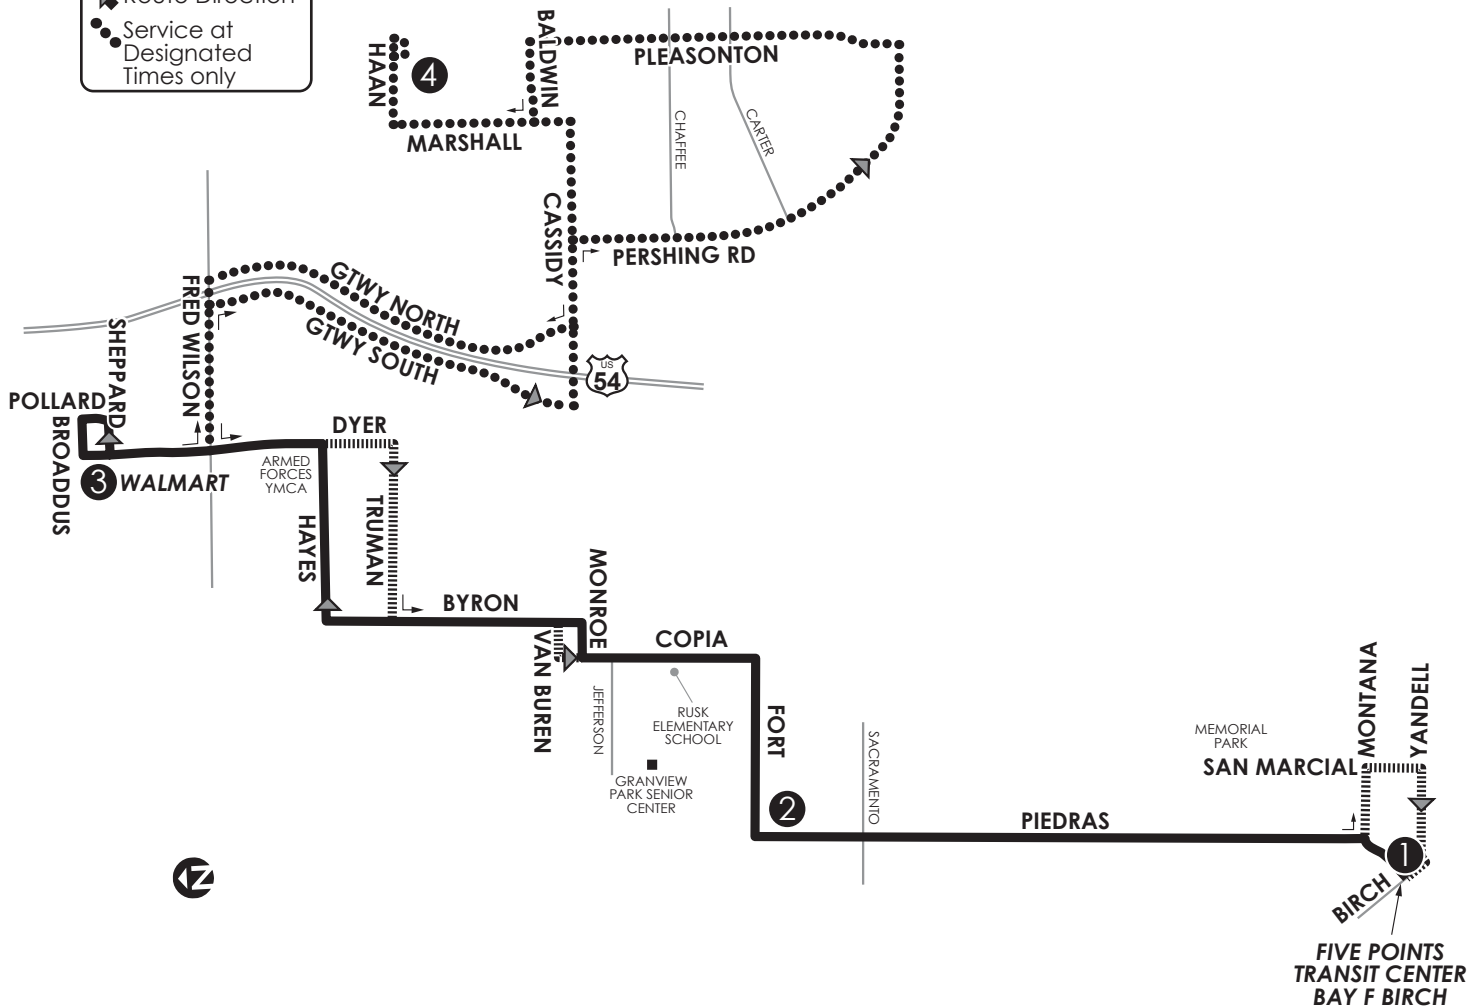 Route Direction
Service at
Designated
Times only
HAAN
4
BALDWIN
PLEASONTON
MARSHALL
CHAFFEE
CARTER
CASSIDY
PERSHING RD
GTWY NORTH
GTWY SOUTH
US
54
FRED WILSON
SHEPPARD
POLLARD
BROADDUS
3
WALMART
DYER
ARMED
FORCES
YMCA
HAYES
TRUMAN
BYRON
MONROE
VAN BUREN
COPIA
JEFFERSON
RUSK
ELEMENTARY
SCHOOL
GRANVIEW
PARK SENIOR
CENTER
FORT
2
SACRAMENTO
PIEDRAS
MEMORIAL
PARK
SAN MARCIAL
MONTANA
YANDELL
1
BIRCH
FIVE POINTS
TRANSIT CENTER
BAY F BIRCH
N